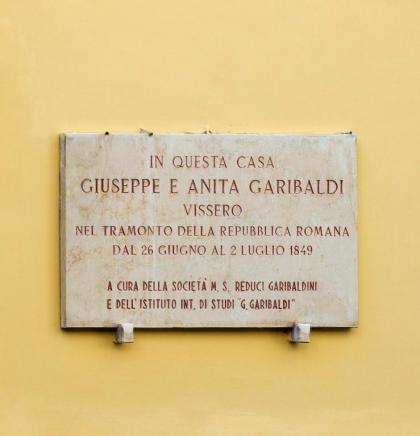 IN QUESTA CASA
GIUSEPPE E ANITA GARIBALDI
VISSERO
NEL TRAMONTO DELLA REPUBBLICA ROMANA
DAL 26 GIUGNO AL 2 LUGLIO 1849
A CURA DELLA SOCIETÀ M. S. REDUCI GARIBALDINI
E DELL'ISTITUTO INT. DI STUDI "G. GARIBALDI"